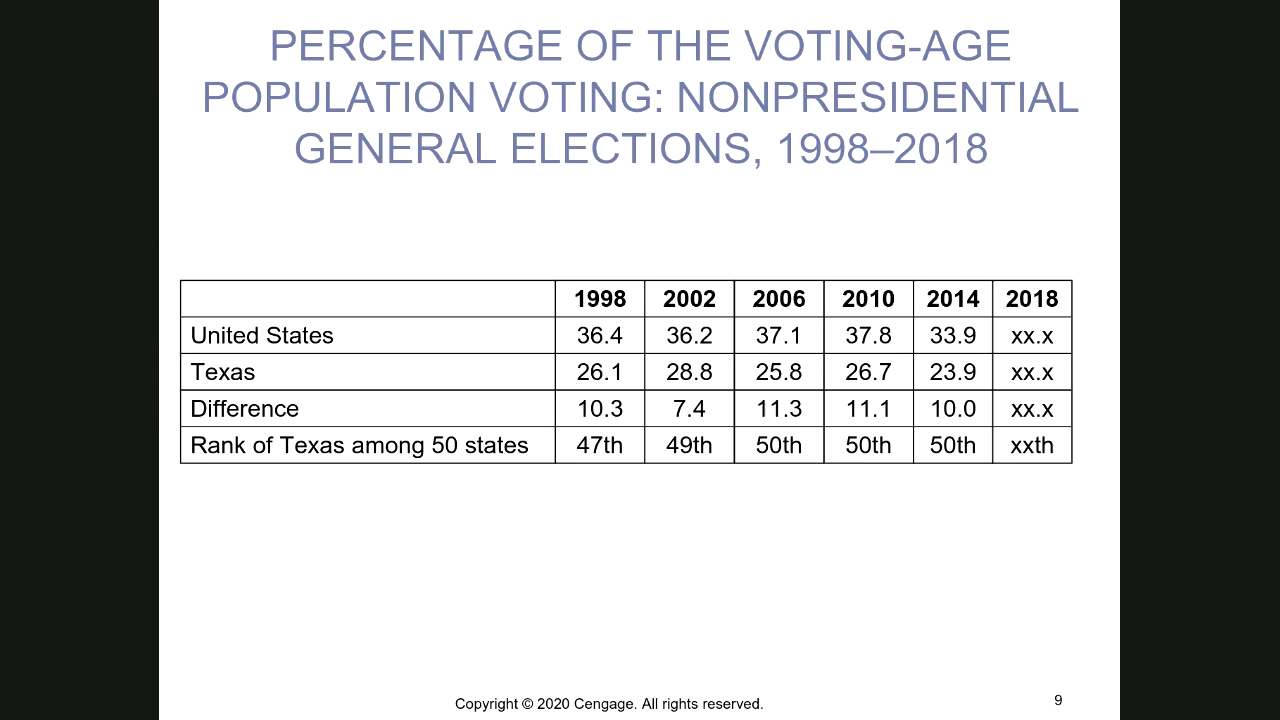 PERCENTAGE OF THE VOTING-AGE
POPULATION VOTING: NONPRESIDENTIAL
GENERAL ELECTIONS, 1998–2018
1998 2002 2006 2010 2014 2018
United States 36.4 36.2 37.1 37.8 33.9 xx.x
Texas 26.1 28.8 25.8 26.7 23.9 xx.x
Difference 10.3 7.4 11.3 11.1 10.0 xx.x
Rank of Texas among 50 states 47th 49th 50th 50th 50th xxth
Copyright © 2020 Cengage. All rights reserved. 9